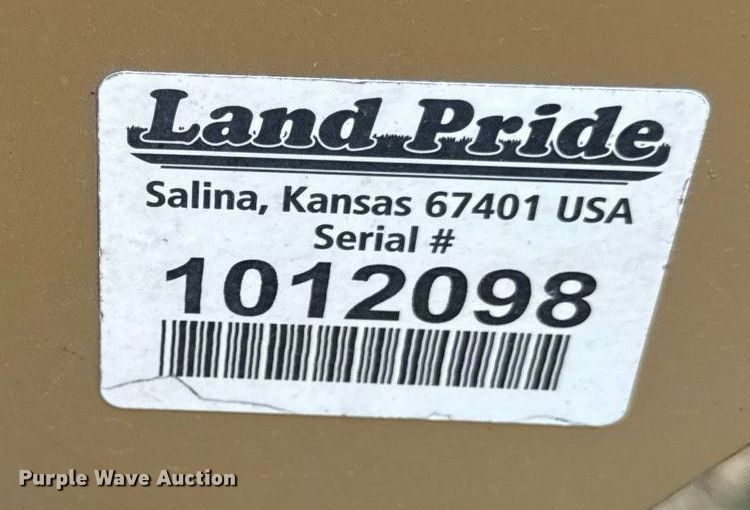 Land Pride
Salina, Kansas 67401 USA
Serial #
1012098
Purple Wave Auction